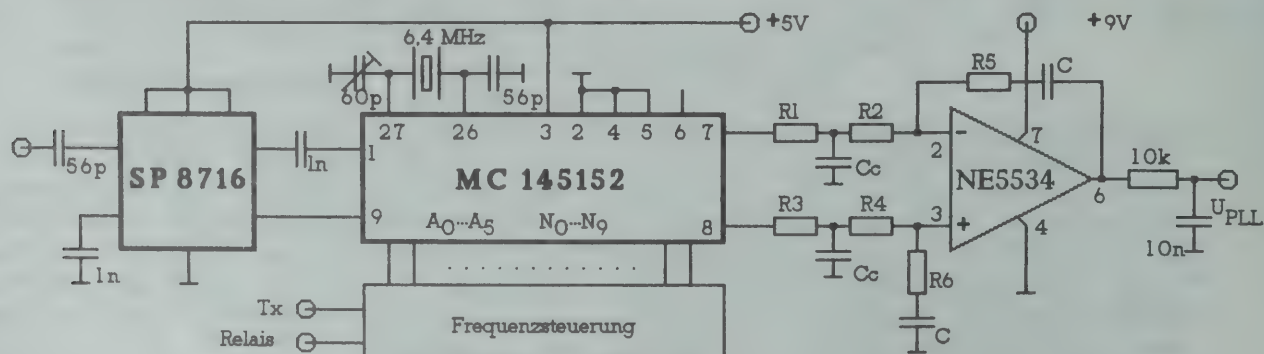 +5V
+9V
6,4 MHz
60p
56p
R5
C
27
26
3
2
4
5
6
7
R1
R2
2
−
7
56p
SP 8716
1n
1
MC 145152
Cc
NE5534
10k
6
9
A0...A5
N0...N9
8
R3
R4
3
+
4
UPLL
1n
Cc
R6
10n
Tx
Relais
Frequenzsteuerung
C